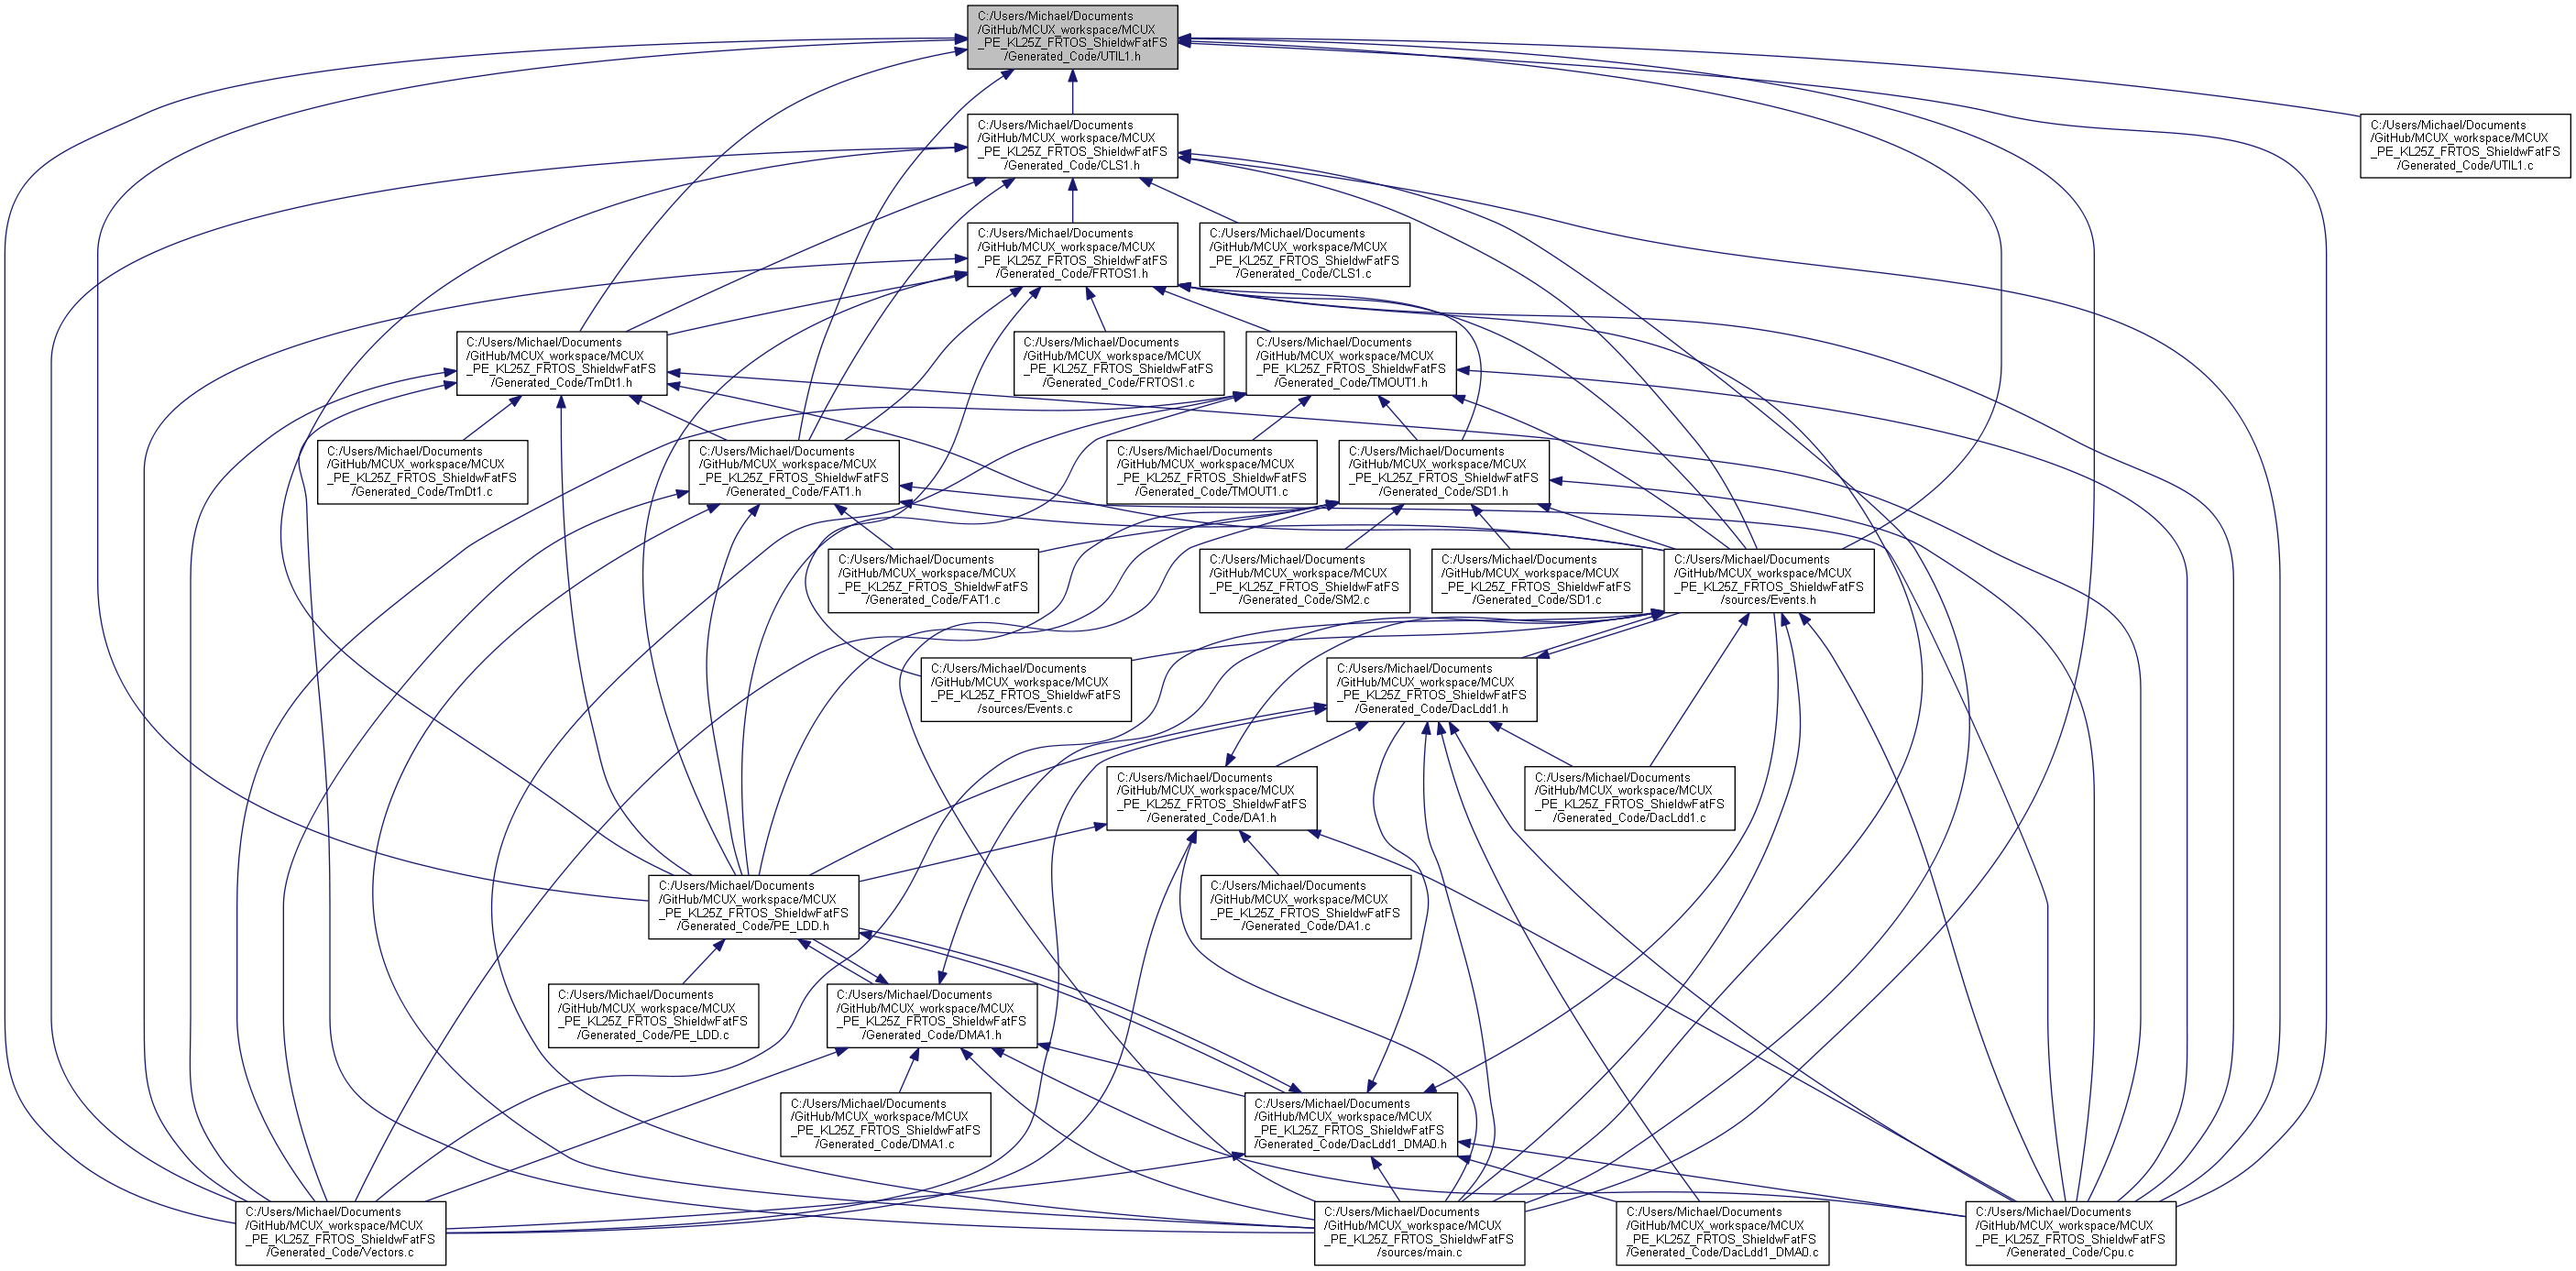 C:/Users/Michael/Documents
/GitHub/MCUX_workspace/MCUX
_PE_KL25Z_FRTOS_ShieldwFatFS
/Generated_Code/UTIL1.h
C:/Users/Michael/Documents
/GitHub/MCUX_workspace/MCUX
_PE_KL25Z_FRTOS_ShieldwFatFS
/Generated_Code/CLS1.h
C:/Users/Michael/Documents
/GitHub/MCUX_workspace/MCUX
_PE_KL25Z_FRTOS_ShieldwFatFS
/Generated_Code/UTIL1.c
C:/Users/Michael/Documents
/GitHub/MCUX_workspace/MCUX
_PE_KL25Z_FRTOS_ShieldwFatFS
/Generated_Code/FRTOS1.h
C:/Users/Michael/Documents
/GitHub/MCUX_workspace/MCUX
_PE_KL25Z_FRTOS_ShieldwFatFS
/Generated_Code/CLS1.c
C:/Users/Michael/Documents
/GitHub/MCUX_workspace/MCUX
_PE_KL25Z_FRTOS_ShieldwFatFS
/Generated_Code/TmDt1.h
C:/Users/Michael/Documents
/GitHub/MCUX_workspace/MCUX
_PE_KL25Z_FRTOS_ShieldwFatFS
/Generated_Code/FRTOS1.c
C:/Users/Michael/Documents
/GitHub/MCUX_workspace/MCUX
_PE_KL25Z_FRTOS_ShieldwFatFS
/Generated_Code/TMOUT1.h
C:/Users/Michael/Documents
/GitHub/MCUX_workspace/MCUX
_PE_KL25Z_FRTOS_ShieldwFatFS
/Generated_Code/TmDt1.c
C:/Users/Michael/Documents
/GitHub/MCUX_workspace/MCUX
_PE_KL25Z_FRTOS_ShieldwFatFS
/Generated_Code/FAT1.h
C:/Users/Michael/Documents
/GitHub/MCUX_workspace/MCUX
_PE_KL25Z_FRTOS_ShieldwFatFS
/Generated_Code/TMOUT1.c
C:/Users/Michael/Documents
/GitHub/MCUX_workspace/MCUX
_PE_KL25Z_FRTOS_ShieldwFatFS
/Generated_Code/SD1.h
C:/Users/Michael/Documents
/GitHub/MCUX_workspace/MCUX
_PE_KL25Z_FRTOS_ShieldwFatFS
/Generated_Code/FAT1.c
C:/Users/Michael/Documents
/GitHub/MCUX_workspace/MCUX
_PE_KL25Z_FRTOS_ShieldwFatFS
/Generated_Code/SM2.c
C:/Users/Michael/Documents
/GitHub/MCUX_workspace/MCUX
_PE_KL25Z_FRTOS_ShieldwFatFS
/Generated_Code/SD1.c
C:/Users/Michael/Documents
/GitHub/MCUX_workspace/MCUX
_PE_KL25Z_FRTOS_ShieldwFatFS
/sources/Events.h
C:/Users/Michael/Documents
/GitHub/MCUX_workspace/MCUX
_PE_KL25Z_FRTOS_ShieldwFatFS
/sources/Events.c
C:/Users/Michael/Documents
/GitHub/MCUX_workspace/MCUX
_PE_KL25Z_FRTOS_ShieldwFatFS
/Generated_Code/DacLdd1.h
C:/Users/Michael/Documents
/GitHub/MCUX_workspace/MCUX
_PE_KL25Z_FRTOS_ShieldwFatFS
/Generated_Code/DA1.h
C:/Users/Michael/Documents
/GitHub/MCUX_workspace/MCUX
_PE_KL25Z_FRTOS_ShieldwFatFS
/Generated_Code/DacLdd1.c
C:/Users/Michael/Documents
/GitHub/MCUX_workspace/MCUX
_PE_KL25Z_FRTOS_ShieldwFatFS
/Generated_Code/PE_LDD.h
C:/Users/Michael/Documents
/GitHub/MCUX_workspace/MCUX
_PE_KL25Z_FRTOS_ShieldwFatFS
/Generated_Code/DA1.c
C:/Users/Michael/Documents
/GitHub/MCUX_workspace/MCUX
_PE_KL25Z_FRTOS_ShieldwFatFS
/Generated_Code/PE_LDD.c
C:/Users/Michael/Documents
/GitHub/MCUX_workspace/MCUX
_PE_KL25Z_FRTOS_ShieldwFatFS
/Generated_Code/DMA1.h
C:/Users/Michael/Documents
/GitHub/MCUX_workspace/MCUX
_PE_KL25Z_FRTOS_ShieldwFatFS
/Generated_Code/DMA1.c
C:/Users/Michael/Documents
/GitHub/MCUX_workspace/MCUX
_PE_KL25Z_FRTOS_ShieldwFatFS
/Generated_Code/DacLdd1_DMA0.h
C:/Users/Michael/Documents
/GitHub/MCUX_workspace/MCUX
_PE_KL25Z_FRTOS_ShieldwFatFS
/Generated_Code/Vectors.c
C:/Users/Michael/Documents
/GitHub/MCUX_workspace/MCUX
_PE_KL25Z_FRTOS_ShieldwFatFS
/sources/main.c
C:/Users/Michael/Documents
/GitHub/MCUX_workspace/MCUX
_PE_KL25Z_FRTOS_ShieldwFatFS
/Generated_Code/DacLdd1_DMA0.c
C:/Users/Michael/Documents
/GitHub/MCUX_workspace/MCUX
_PE_KL25Z_FRTOS_ShieldwFatFS
/Generated_Code/Cpu.c